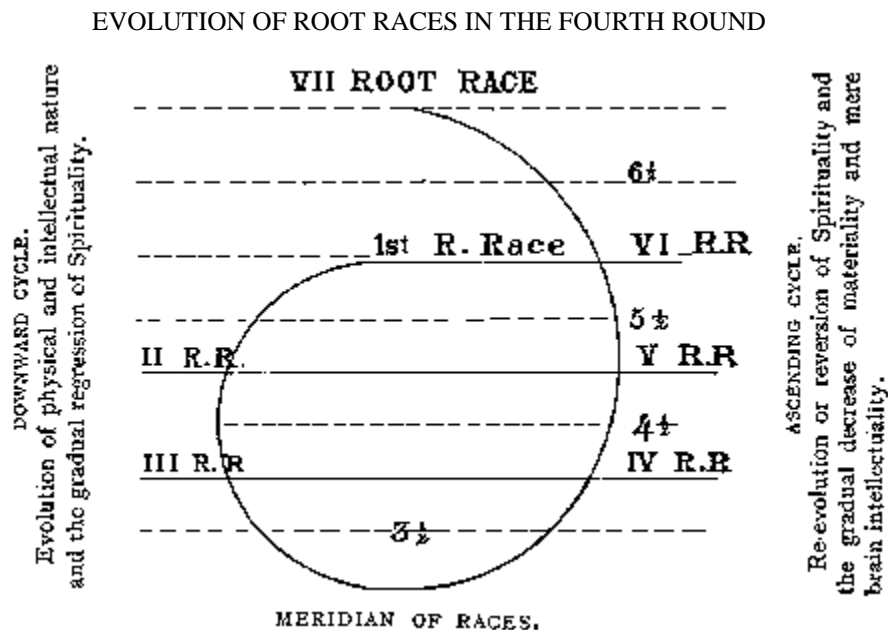 EVOLUTION OF ROOT RACES IN THE FOURTH ROUND
VII ROOT RACE
6½
1st R. Race VI R.R
5½
II R.R. V R.R
4½
III R.R IV R.R
3½
MERIDIAN OF RACES.
DOWNWARD CYCLE.
Evolution of physical and intellectual nature
and the gradual regression of Spirituality.
ASCENDING CYCLE.
Re-evolution or reversion of Spirituality and
the gradual decrease of materiality and mere
brain intellectuality.